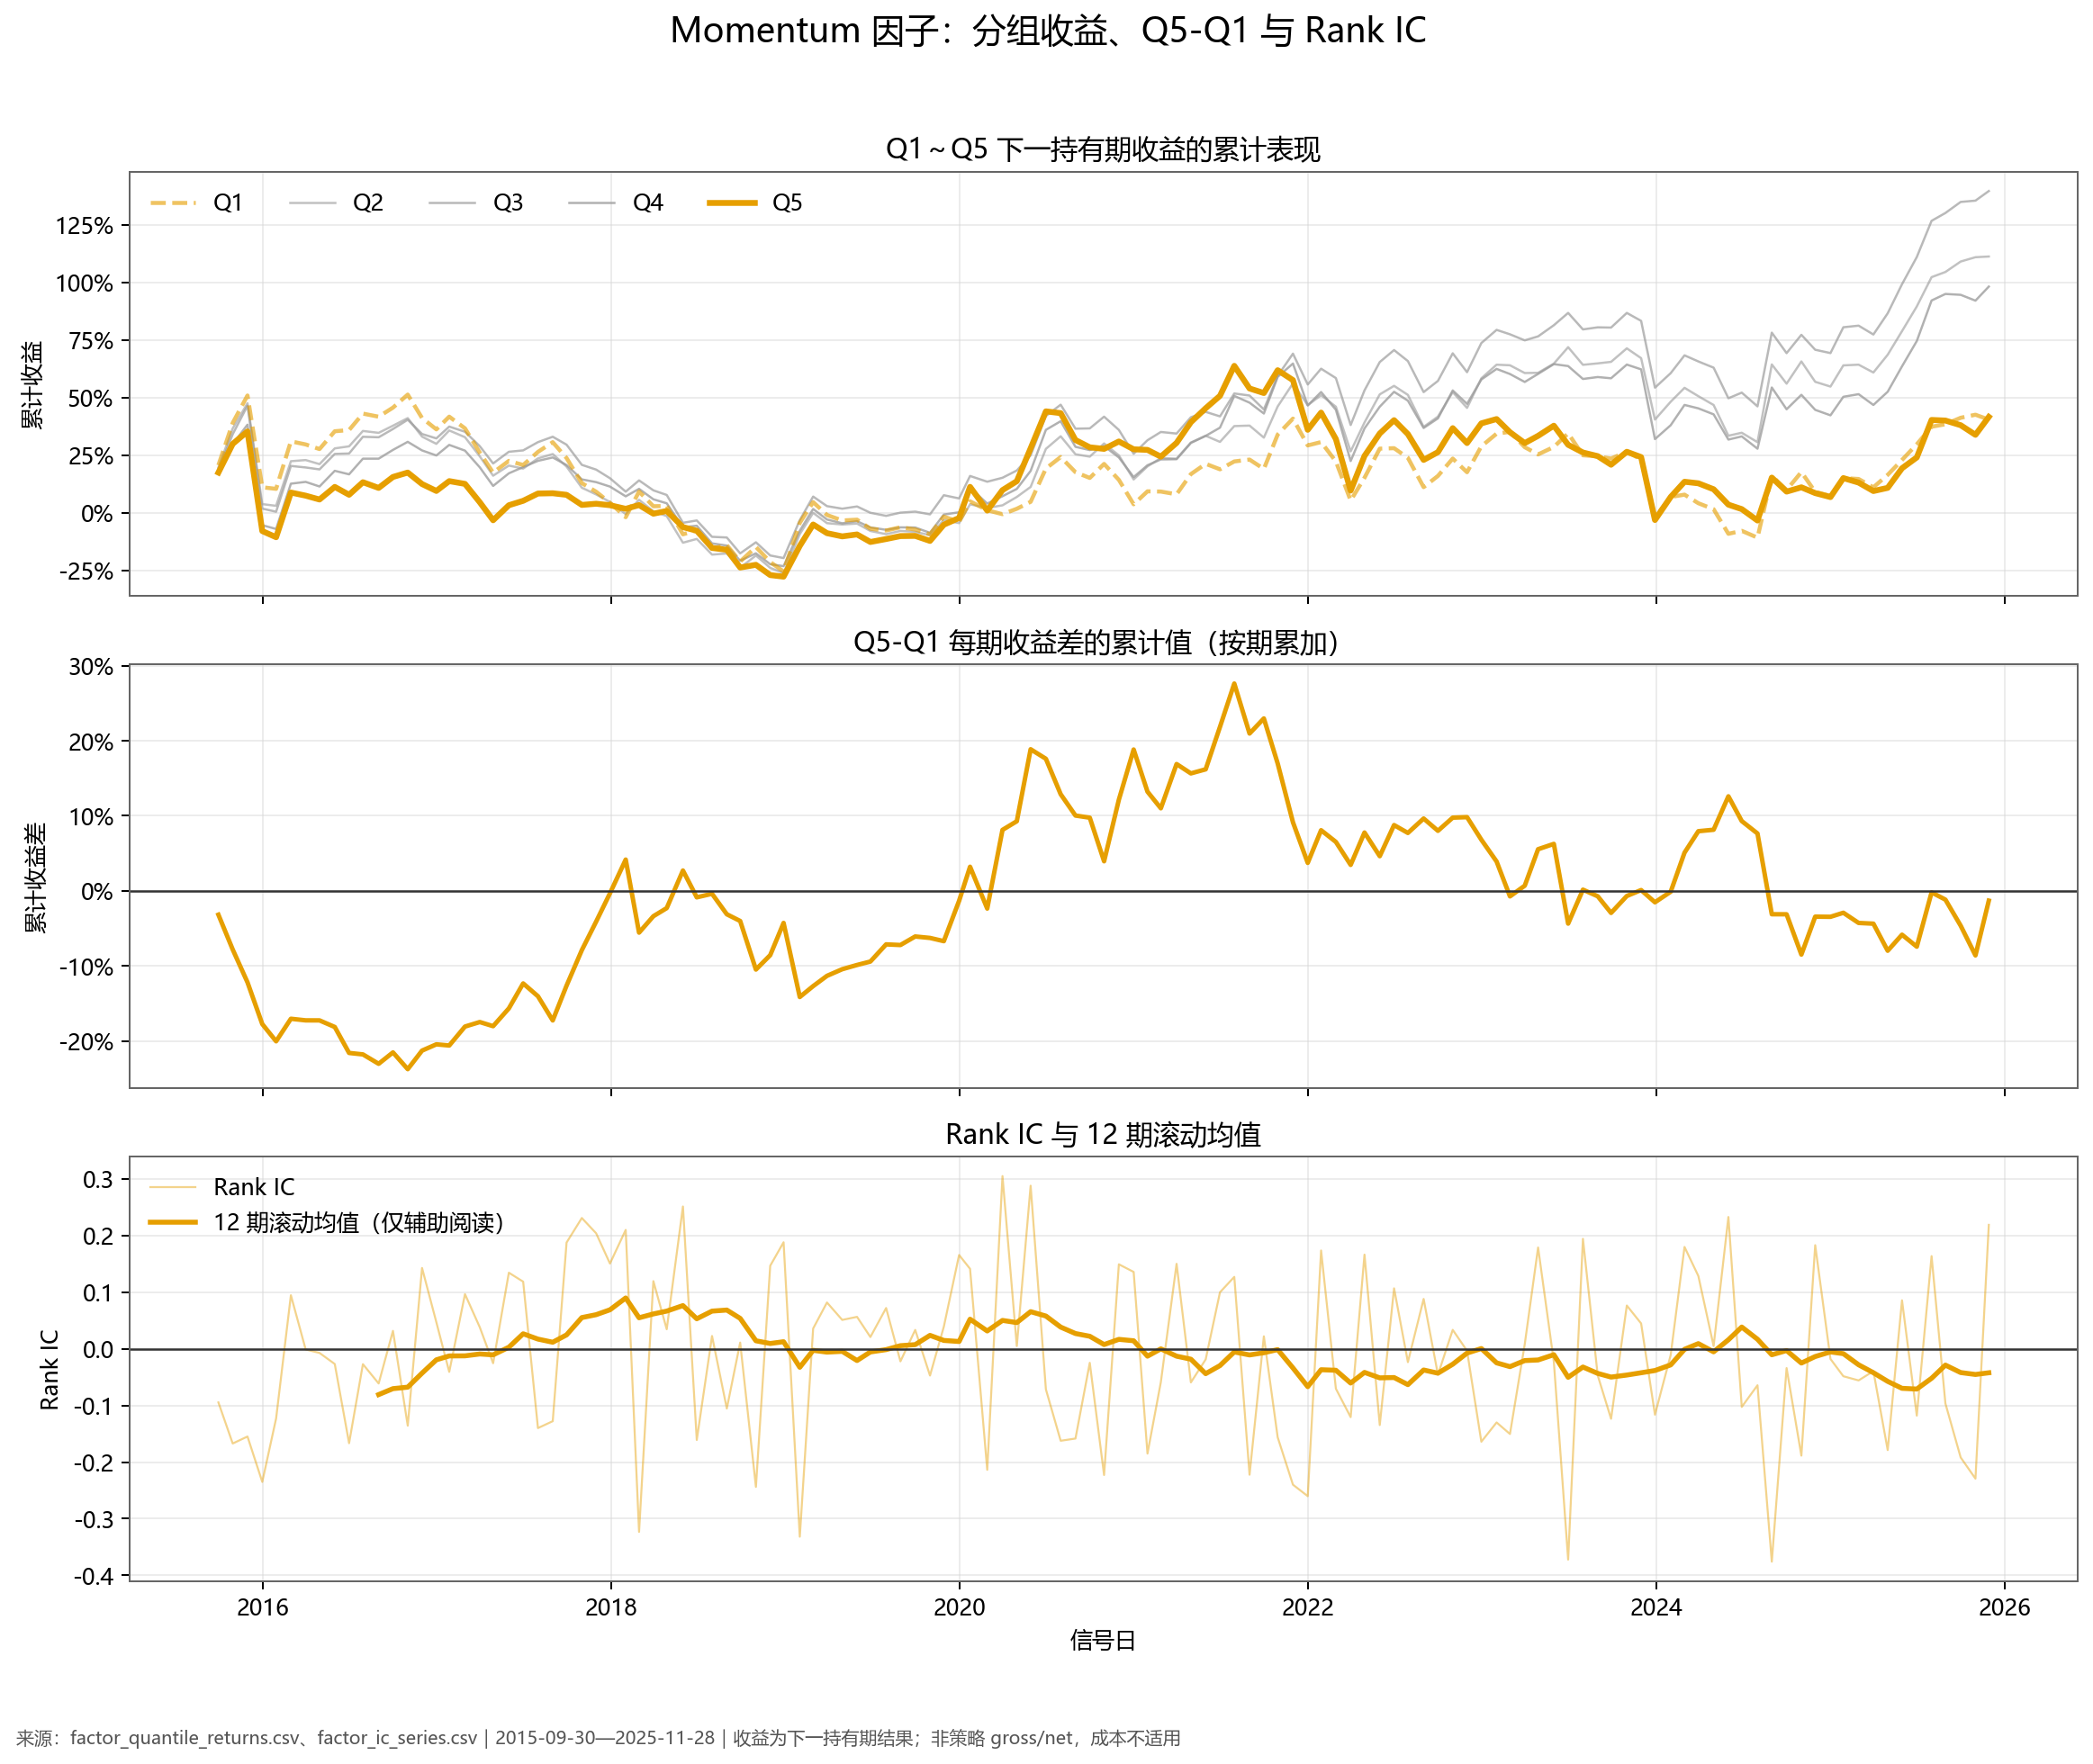 Momentum 因子：分组收益、Q5-Q1 与 Rank IC
Q1～Q5 下一持有期收益的累计表现
Q1 Q2 Q3 Q4 Q5
125%
100%
75%
50%
25%
0%
-25%
累计收益
Q5-Q1 每期收益差的累计值（按期累加）
30%
20%
10%
0%
-10%
-20%
累计收益差
Rank IC 与 12 期滚动均值
Rank IC
12 期滚动均值（仅辅助阅读）
0.3
0.2
0.1
0.0
-0.1
-0.2
-0.3
-0.4
Rank IC
2016 2018 2020 2022 2024 2026
信号日
来源：factor_quantile_returns.csv、factor_ic_series.csv | 2015-09-30—2025-11-28 | 收益为下一持有期结果；非策略 gross/net，成本不适用